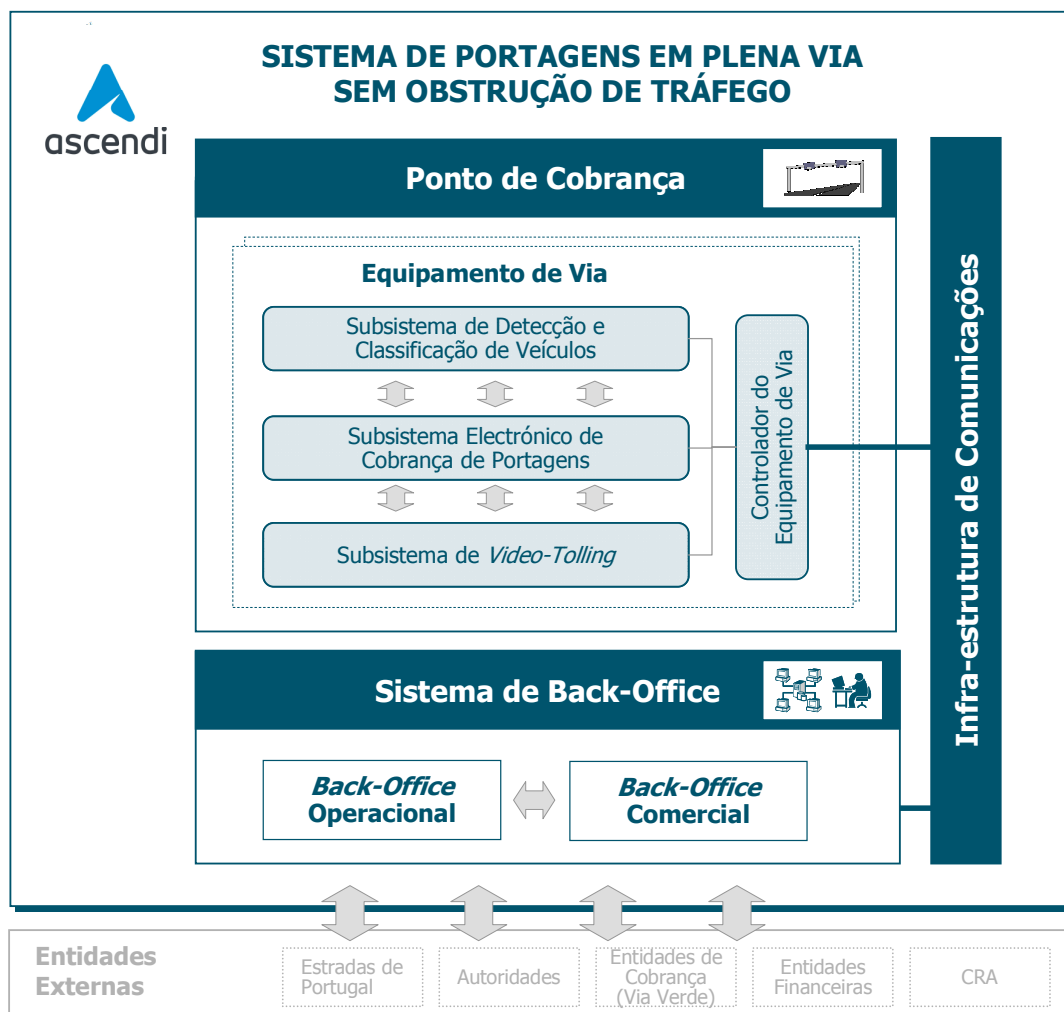 SISTEMA DE PORTAGENS EM PLENA VIA
SEM OBSTRUÇÃO DE TRÁFEGO
ascendi
Ponto de Cobrança
Equipamento de Via
Subsistema de Detecção e
Classificação de Veículos
Subsistema Electrónico de
Cobrança de Portagens
Subsistema de Video-Tolling
Controlador do
Equipamento de Via
Infra-estrutura de Comunicações
Sistema de Back-Office
Back-Office
Operacional
Back-Office
Comercial
Entidades
Externas
Estradas de
Portugal
Autoridades
Entidades de
Cobrança
(Via Verde)
Entidades
Financeiras
CRA